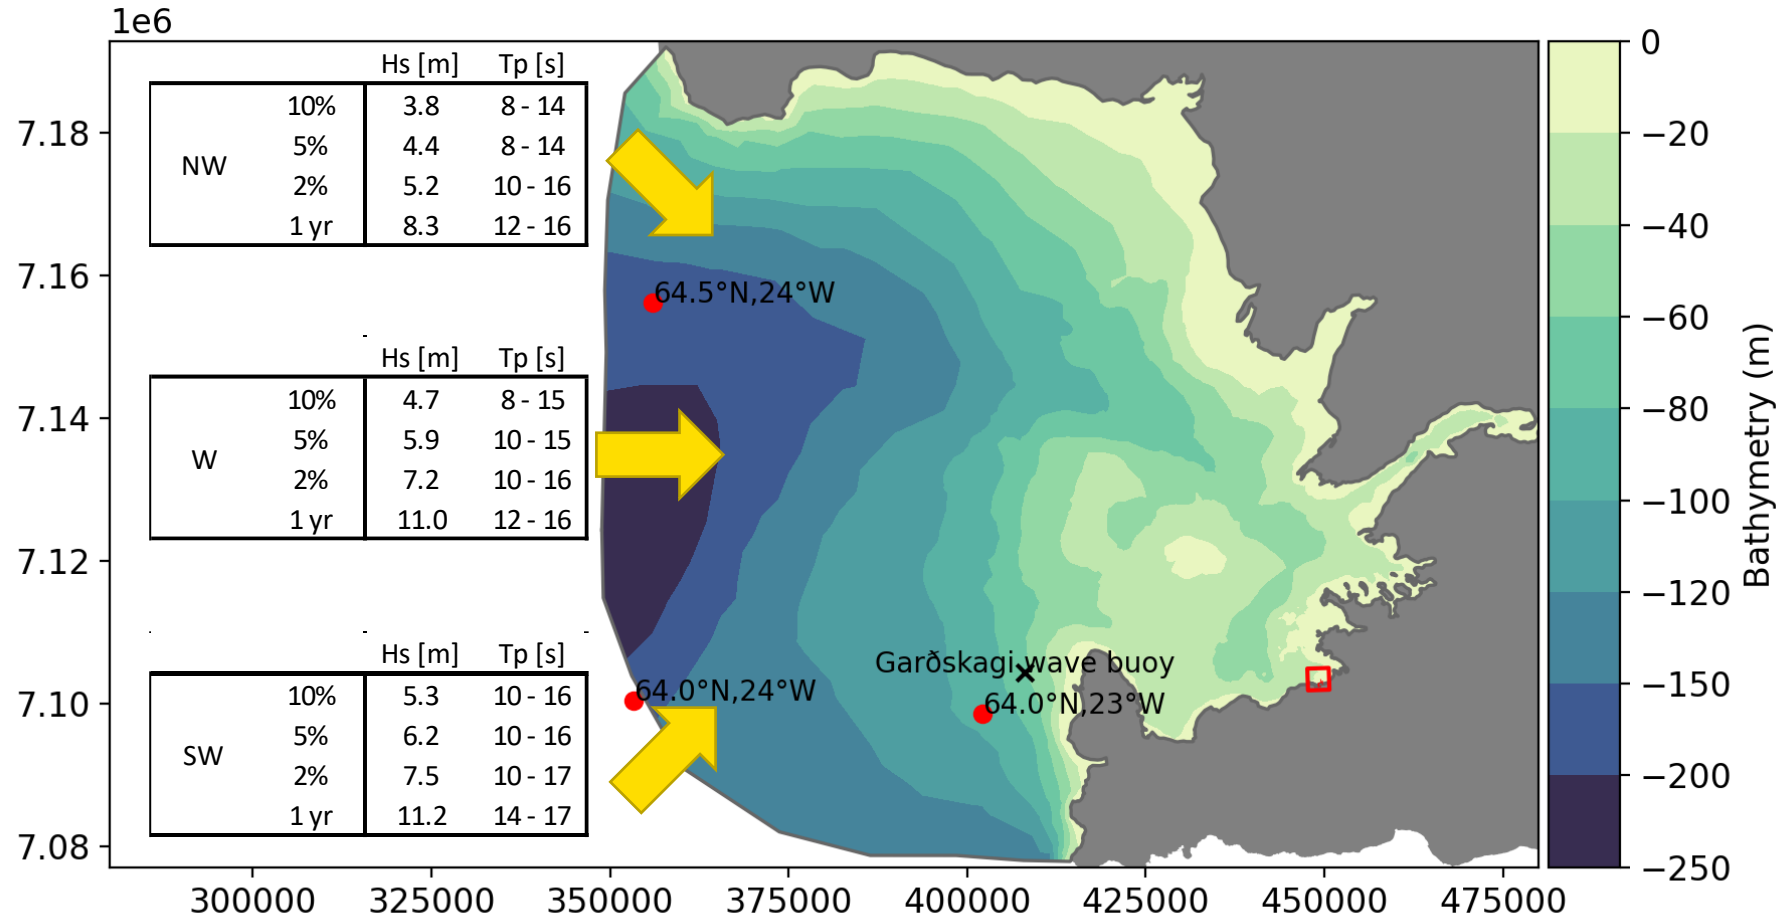 1e6
7.18
7.16
7.14
7.12
7.10
7.08
Hs [m] Tp [s]
NW
10% 3.8 8 - 14
5% 4.4 8 - 14
2% 5.2 10 - 16
1 yr 8.3 12 - 16
Hs [m] Tp [s]
W
10% 4.7 8 - 15
5% 5.9 10 - 15
2% 7.2 10 - 16
1 yr 11.0 12 - 16
Hs [m] Tp [s]
SW
10% 5.3 10 - 16
5% 6.2 10 - 16
2% 7.5 10 - 17
1 yr 11.2 14 - 17
64.5°N,24°W
64.0°N,24°W
Garðskagi wave buoy
64.0°N,23°W
300000 325000 350000 375000 400000 425000 450000 475000
0
−20
−40
−60
−80
−100
−120
−150
−200
−250
Bathymetry (m)